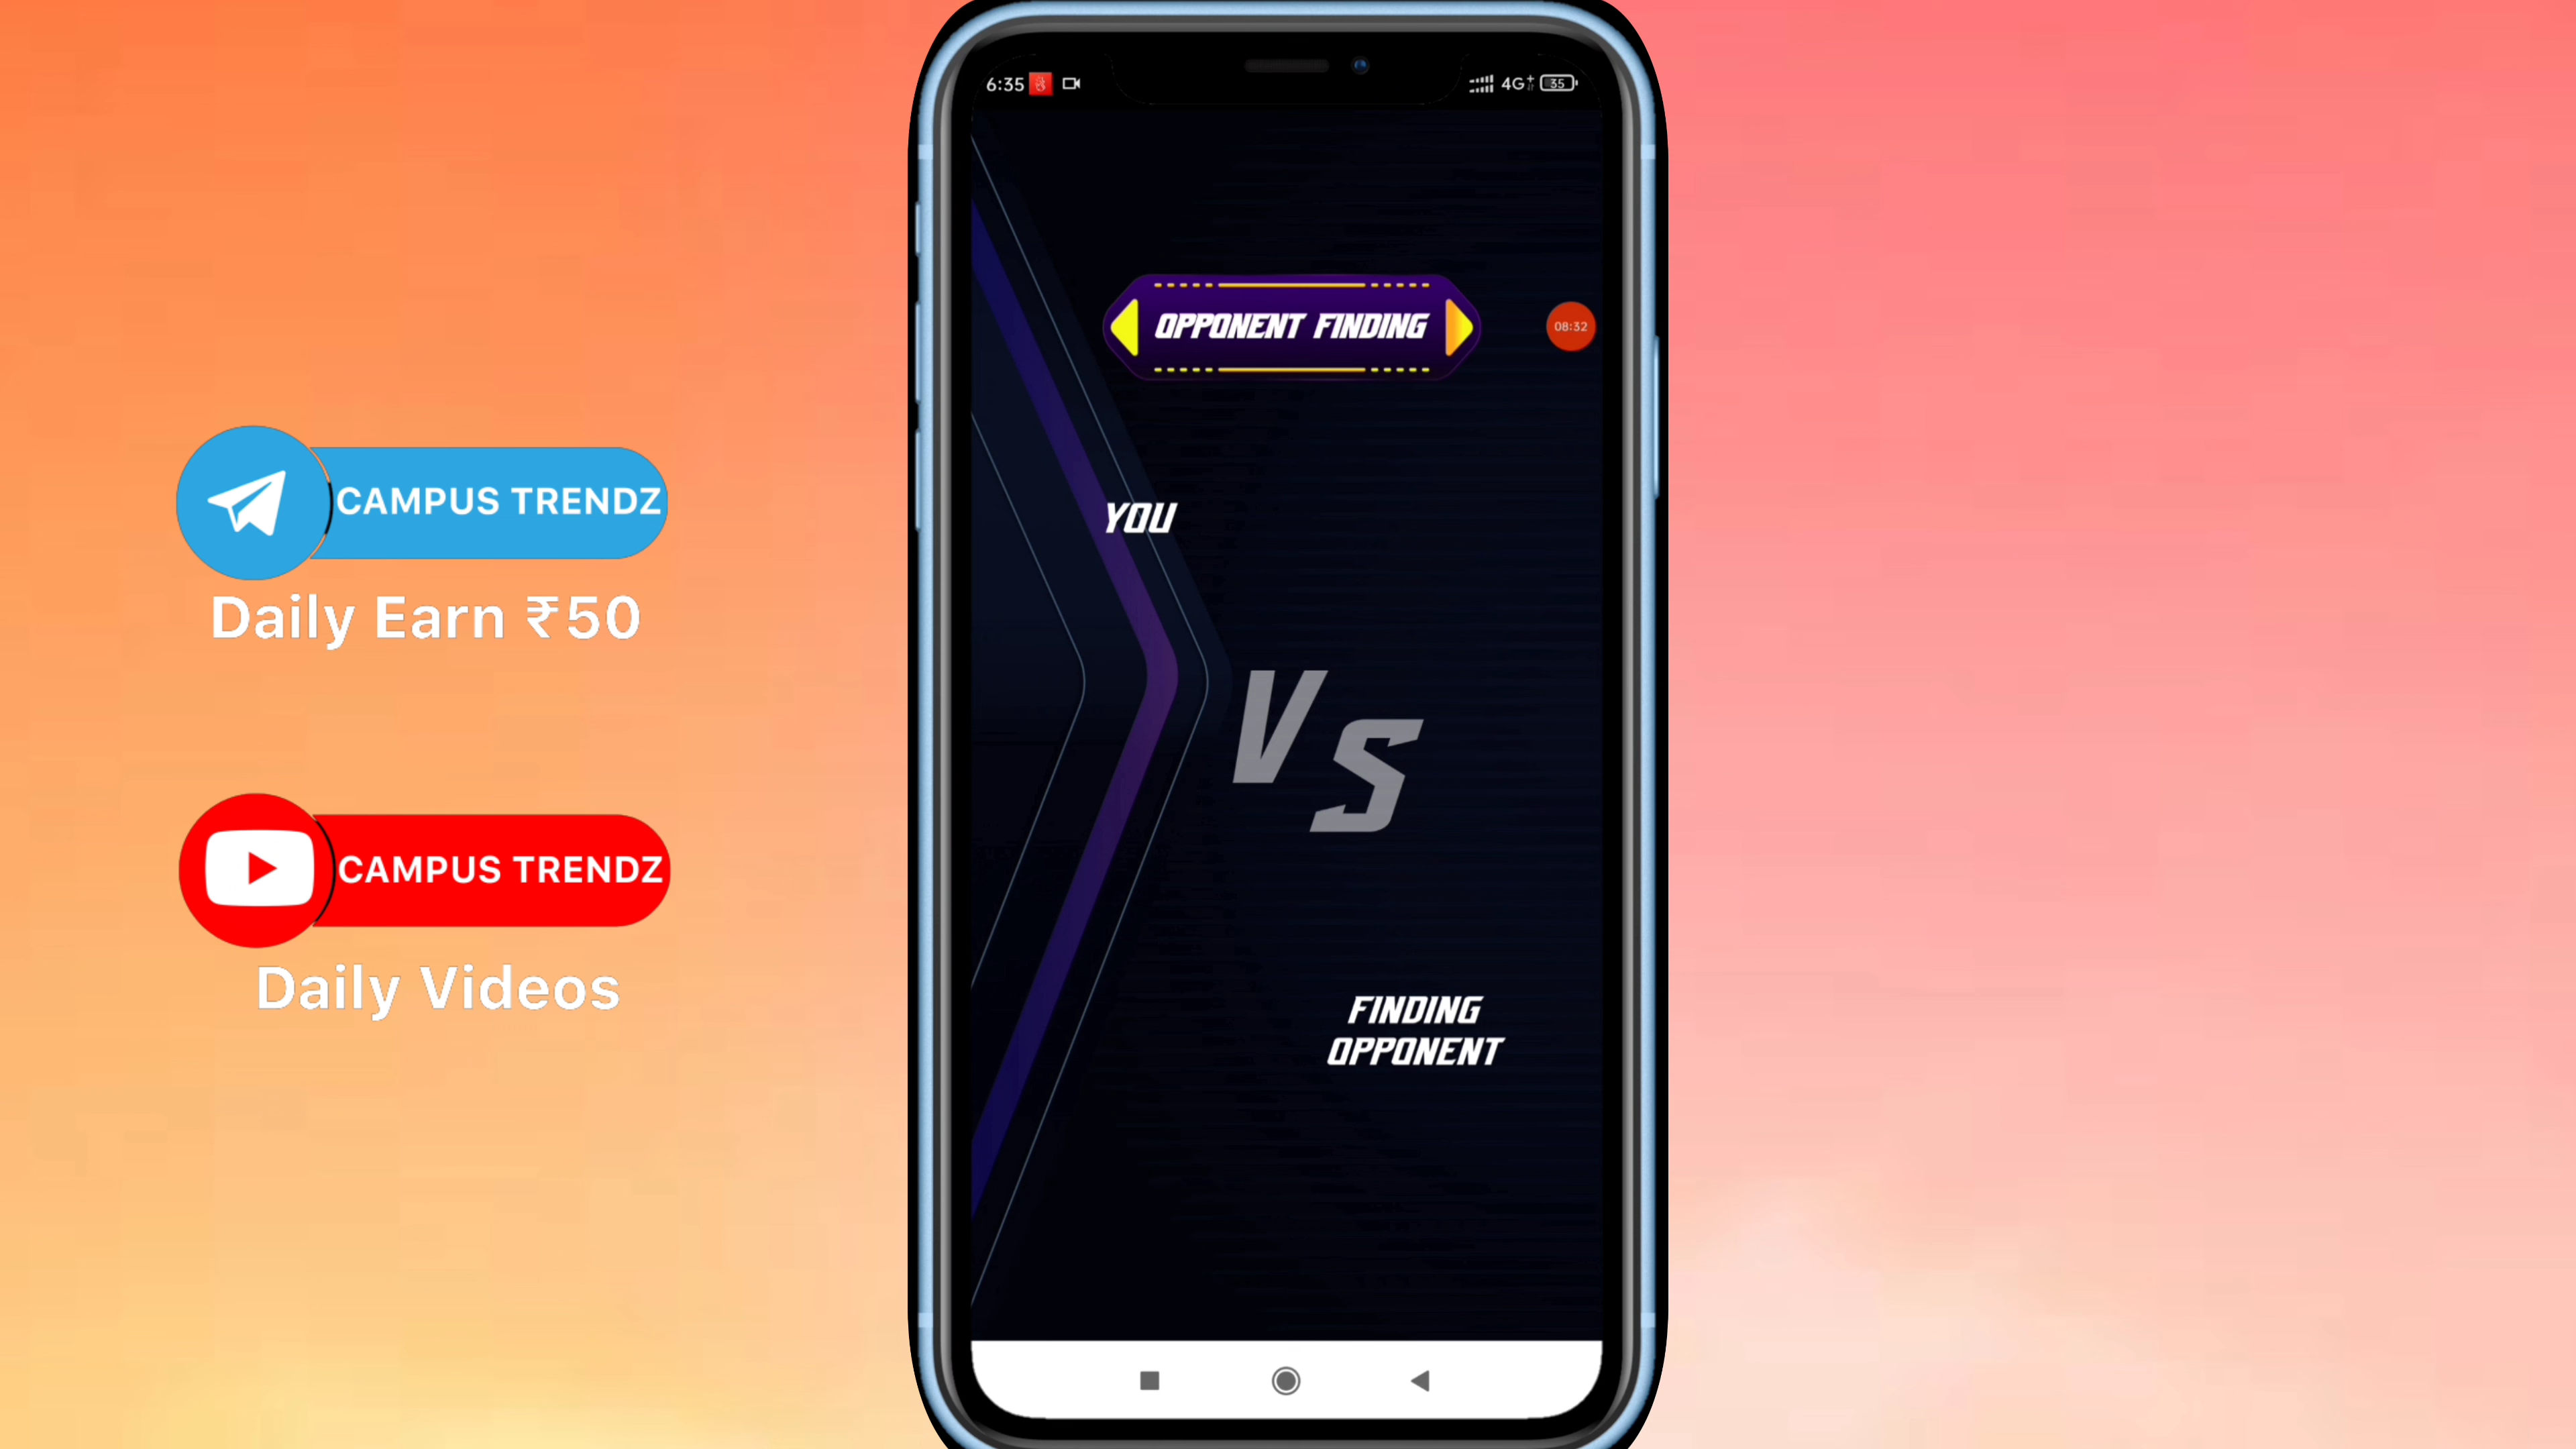 CAMPUS TRENDZ
Daily Earn ₹50
CAMPUS TRENDZ
Daily Videos
6:35
4G+
35
OPPONENT FINDING
08:32
YOU
VS
FINDING
OPPONENT